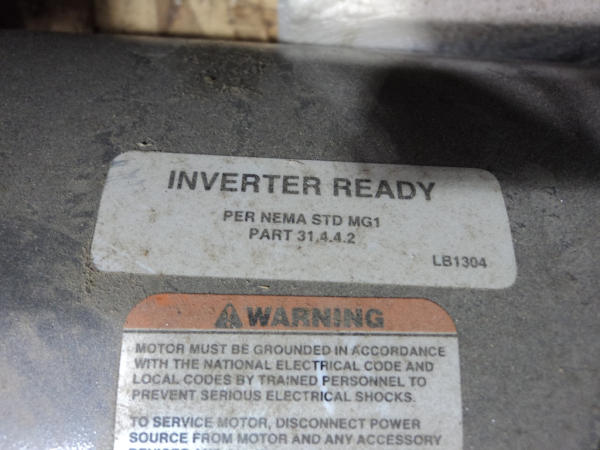 INVERTER READY
PER NEMA STD MG1
PART 31.4.4.2
LB1304
WARNING
MOTOR MUST BE GROUNDED IN ACCORDANCE
WITH THE NATIONAL ELECTRICAL CODE AND
LOCAL CODES BY TRAINED PERSONNEL TO
PREVENT SERIOUS ELECTRICAL SHOCKS.
TO SERVICE MOTOR, DISCONNECT POWER
SOURCE FROM MOTOR AND ANY ACCESSORY